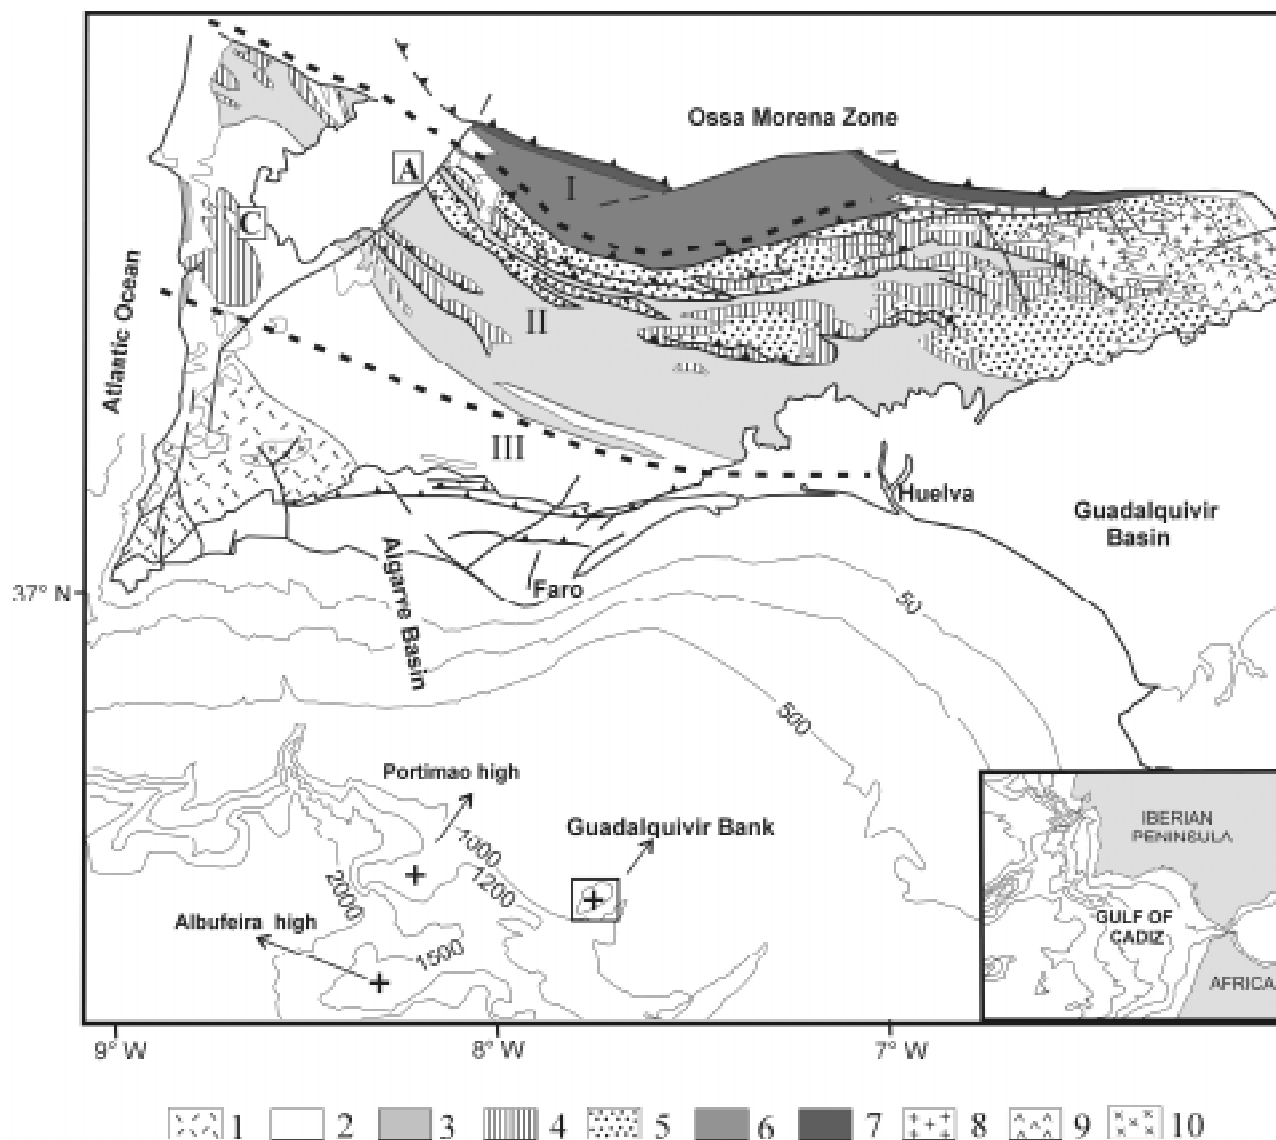 Ossa Morena Zone
A
I
C
Atlantic Ocean
II
III
Huelva
Guadalquivir
Basin
37° N
Algarve Basin
Faro
50
500
Portimao high
Guadalquivir Bank
1000
1200
2000
Albufeira high
1500
IBERIAN
PENINSULA
GULF OF
CADIZ
AFRICA
9° W
8° W
7° W
1 2 3 4 5 6 7 8 9 10